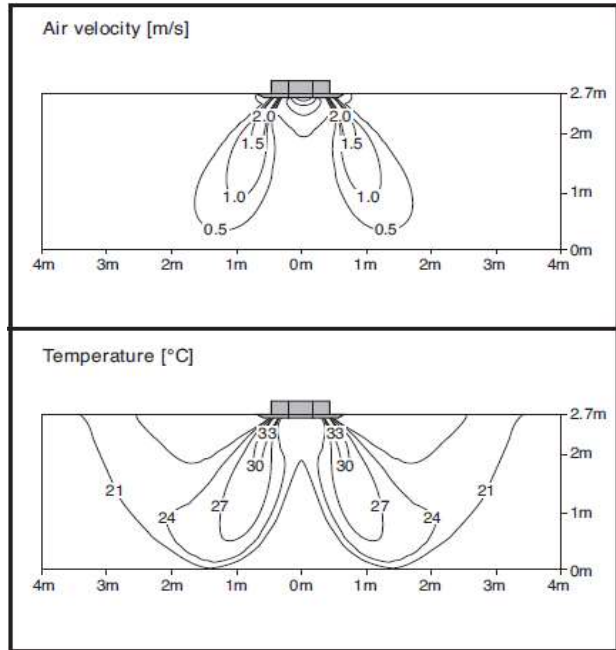 Air velocity [m/s]
2.7m
2.0 2.0
2m
1.5 1.5
1m
1.0 1.0
0.5 0.5
0m
4m 3m 2m 1m 0m 1m 2m 3m 4m
Temperature [°C]
2.7m
33 33
2m
30 30
21 21
27 27
24 24
1m
0m
4m 3m 2m 1m 0m 1m 2m 3m 4m